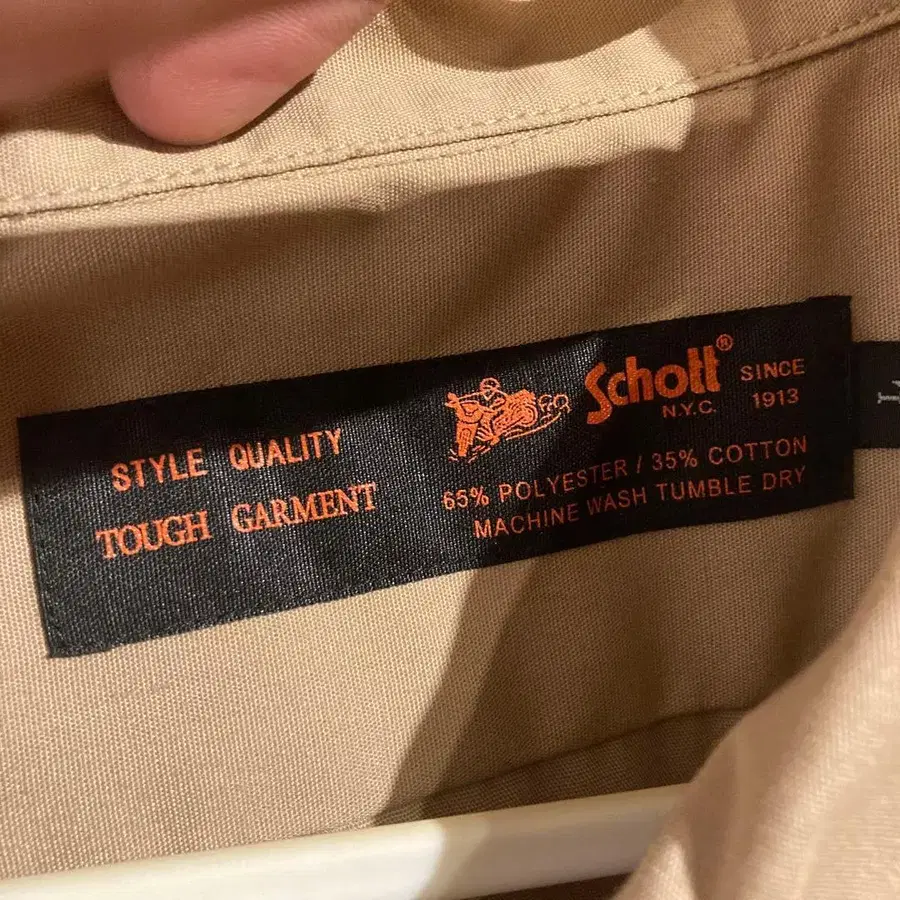 STYLE QUALITY
TOUGH GARMENT
Schott®
N.Y.C.
SINCE
1913
65% POLYESTER / 35% COTTON
MACHINE WASH TUMBLE DRY